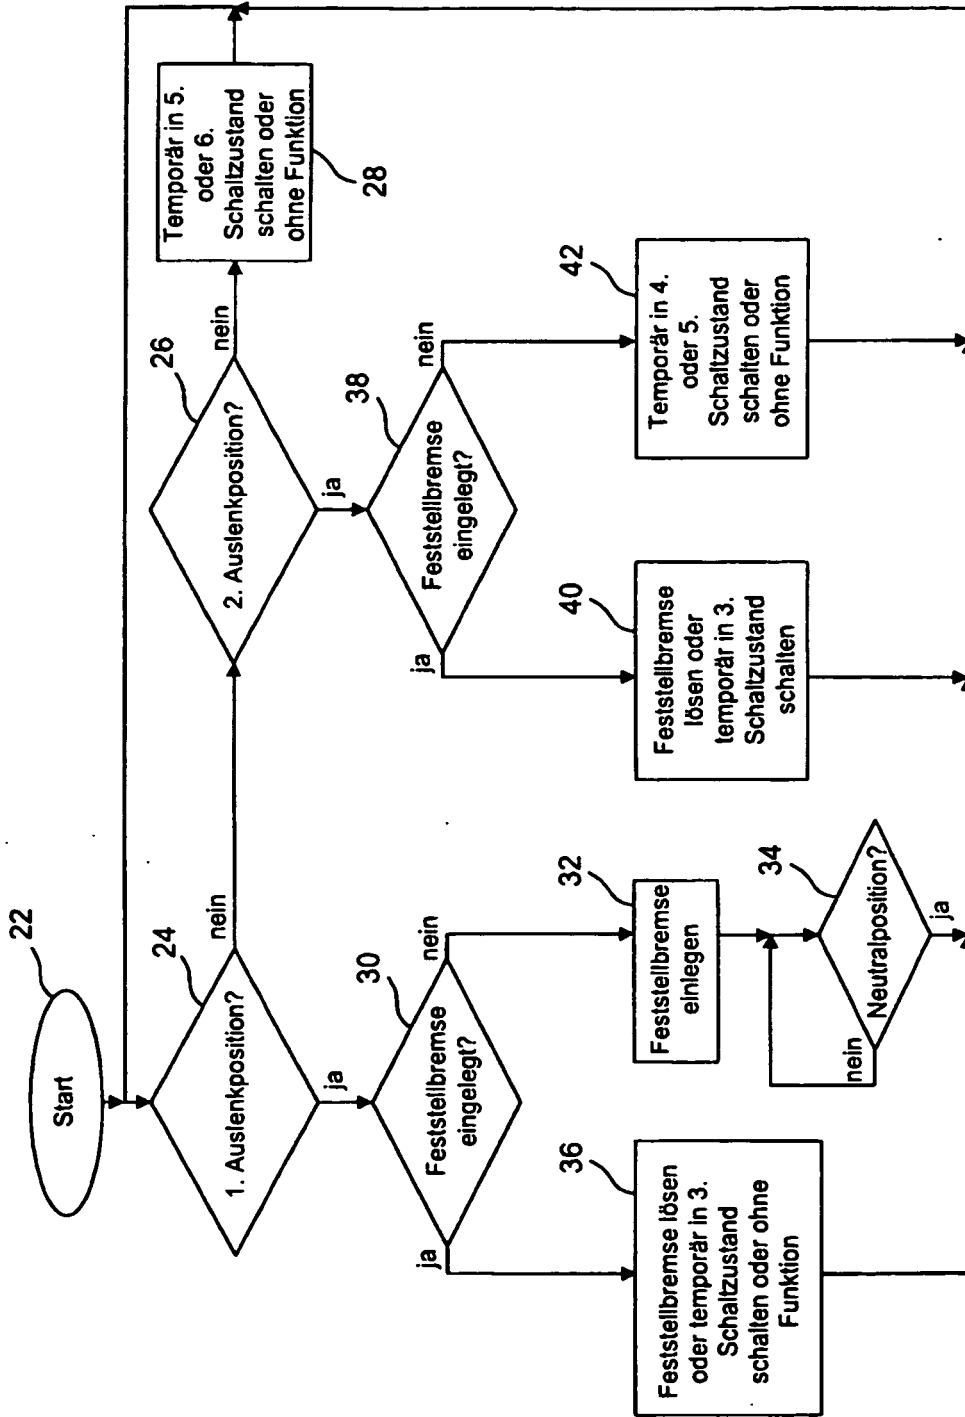 22
Start
24
1. Auslenkposition?
nein
ja
26
2. Auslenkposition?
nein
ja
Temporär in 5.
oder 6.
Schaltzustand
schalten oder
ohne Funktion
28
30
Feststellbremse
eingelegt?
ja
nein
38
Feststellbremse
eingelegt?
ja
nein
36
Feststellbremse lösen
oder temporär in 3.
Schaltzustand
schalten oder ohne
Funktion
32
Feststellbremse
einlegen
34
Neutralposition?
nein
ja
40
Feststellbremse
lösen oder
temporär in 3.
Schaltzustand
schalten
42
Temporär in 4.
oder 5.
Schaltzustand
schalten oder
ohne Funktion